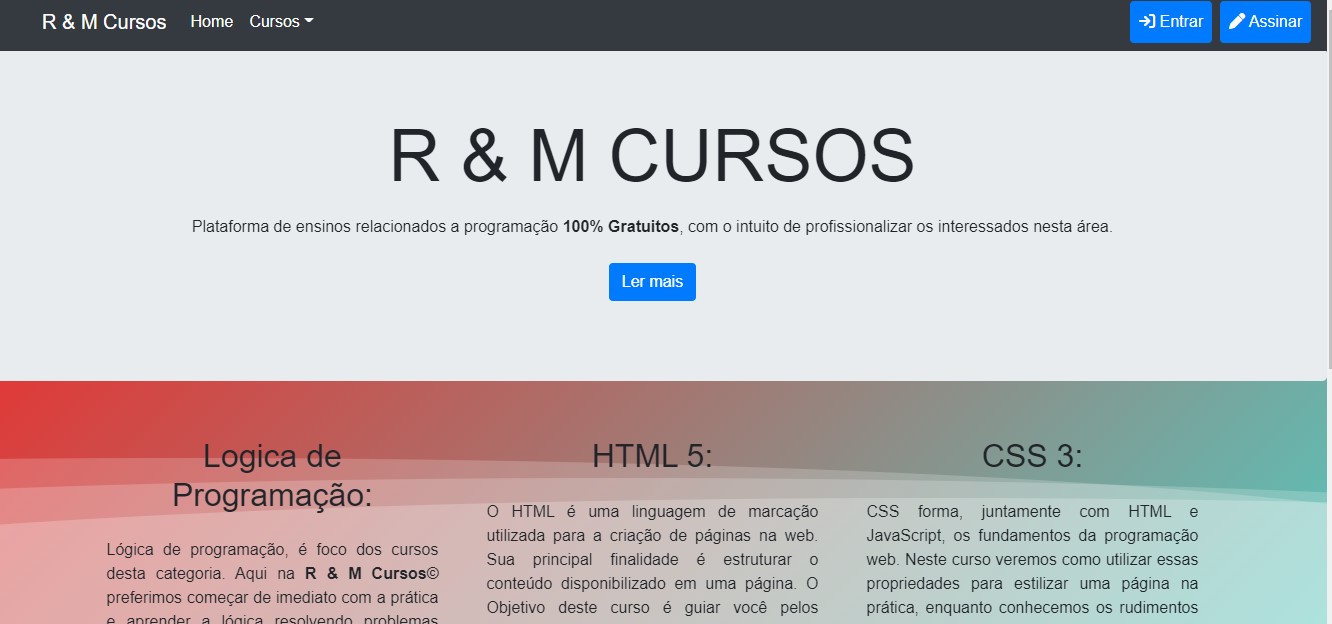 R & M Cursos Home Cursos Entrar Assinar
R & M CURSOS
Plataforma de ensinos relacionados a programação 100% Gratuitos, com o intuito de profissionalizar os interessados nesta área.
Ler mais
Logica de
Programação:
Lógica de programação, é foco dos cursos
desta categoria. Aqui na R & M Cursos©
preferimos começar de imediato com a prática
e aprender a lógica resolvendo problemas
HTML 5:
O HTML é uma linguagem de marcação
utilizada para a criação de páginas na web.
Sua principal finalidade é estruturar o
conteúdo disponibilizado em uma página. O
Objetivo deste curso é guiar você pelos
CSS 3:
CSS forma, juntamente com HTML e
JavaScript, os fundamentos da programação
web. Neste curso veremos como utilizar essas
propriedades para estilizar uma página na
prática, enquanto conhecemos os rudimentos